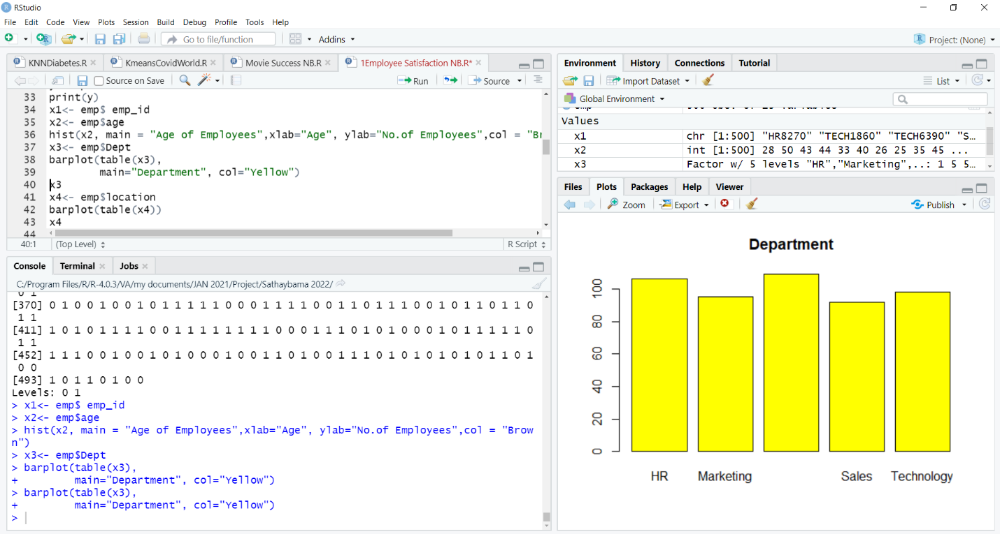 RStudio
File Edit Code View Plots Session Build Debug Profile Tools Help
Go to file/function Addins Project: (None)
KNNDiabetes.R KmeansCovidWorld.R Movie Success NB.R 1Employee Satisfaction NB.R*
Source on Save Run Source
33 print(y)
34 x1<- emp$ emp_id
35 x2<- emp$age
36 hist(x2, main = "Age of Employees",xlab="Age", ylab="No.of Employees",col = "Br
37 x3<- emp$Dept
38 barplot(table(x3),
39 main="Department", col="Yellow")
40 x3
41 x4<- emp$location
42 barplot(table(x4))
43 x4
44
40:1 (Top Level) R Script
Console Terminal Jobs
C:/Program Files/R/R-4.0.3/VA/my documents/JAN 2021/Project/Sathaybama 2022/
0 1
[370] 0 1 0 0 1 0 0 1 0 1 1 1 1 1 0 0 0 1 1 1 1 0 0 1 1 0 1 1 1 0 0 1 0 1 1 0 1 1 0
1 1
[411] 1 0 1 0 1 1 1 1 0 0 1 1 1 1 1 1 1 1 0 0 0 1 1 1 0 1 0 1 0 0 0 1 0 1 1 1 1 1 0
1 1
[452] 1 1 1 0 0 1 0 0 1 0 1 0 0 0 1 0 0 1 1 0 1 0 0 1 1 1 0 1 0 1 0 1 0 1 0 1 1 0 1
0 0
[493] 1 0 1 1 0 1 0 0
Levels: 0 1
> x1<- emp$ emp_id
> x2<- emp$age
> hist(x2, main = "Age of Employees",xlab="Age", ylab="No.of Employees",col = "Brow
n")
> x3<- emp$Dept
> barplot(table(x3),
+ main="Department", col="Yellow")
> barplot(table(x3),
+ main="Department", col="Yellow")
>
Environment History Connections Tutorial
Import Dataset List
Global Environment
Values
x1 chr [1:500] "HR8270" "TECH1860" "TECH6390" "S…
x2 int [1:500] 28 50 43 44 33 40 26 25 35 45 ...
x3 Factor w/ 5 levels "HR","Marketing",..: 1 5 5…
Files Plots Packages Help Viewer
Zoom Export Publish
Department
100
80
60
40
20
0
HR Marketing Sales Technology